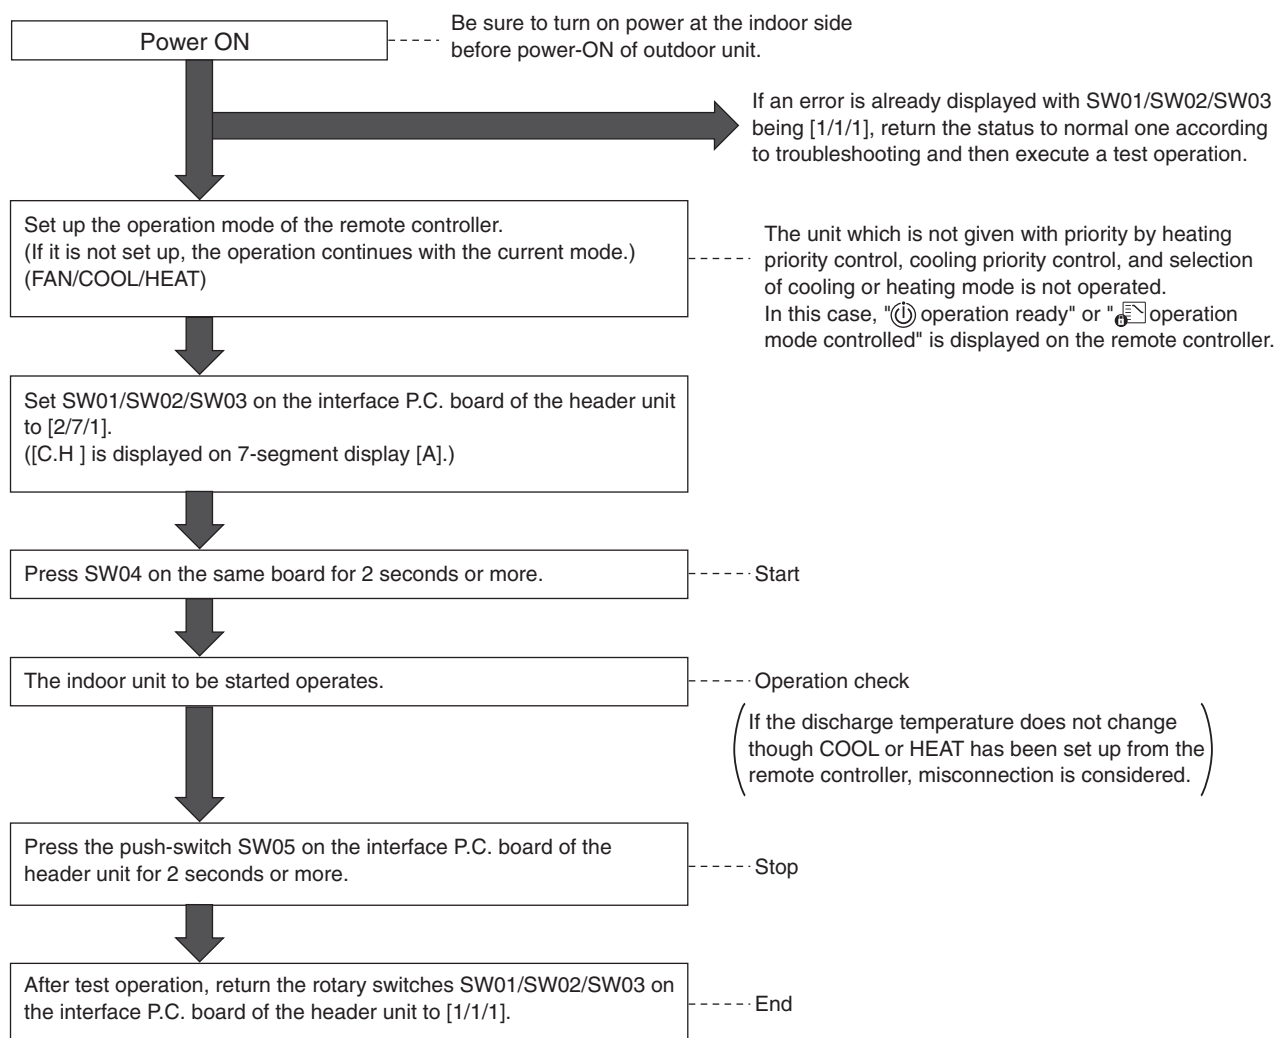 Power ON
Be sure to turn on power at the indoor side
before power-ON of outdoor unit.
If an error is already displayed with SW01/SW02/SW03
being [1/1/1], return the status to normal one according
to troubleshooting and then execute a test operation.
Set up the operation mode of the remote controller.
(If it is not set up, the operation continues with the current mode.)
(FAN/COOL/HEAT)
The unit which is not given with priority by heating
priority control, cooling priority control, and selection
of cooling or heating mode is not operated.
In this case, " operation ready" or " operation
mode controlled" is displayed on the remote controller.
Set SW01/SW02/SW03 on the interface P.C. board of the header unit
to [2/7/1].
([C.H ] is displayed on 7-segment display [A].)
Press SW04 on the same board for 2 seconds or more.
Start
The indoor unit to be started operates.
Operation check
If the discharge temperature does not change
though COOL or HEAT has been set up from the
remote controller, misconnection is considered.
Press the push-switch SW05 on the interface P.C. board of the
header unit for 2 seconds or more.
Stop
After test operation, return the rotary switches SW01/SW02/SW03 on
the interface P.C. board of the header unit to [1/1/1].
End